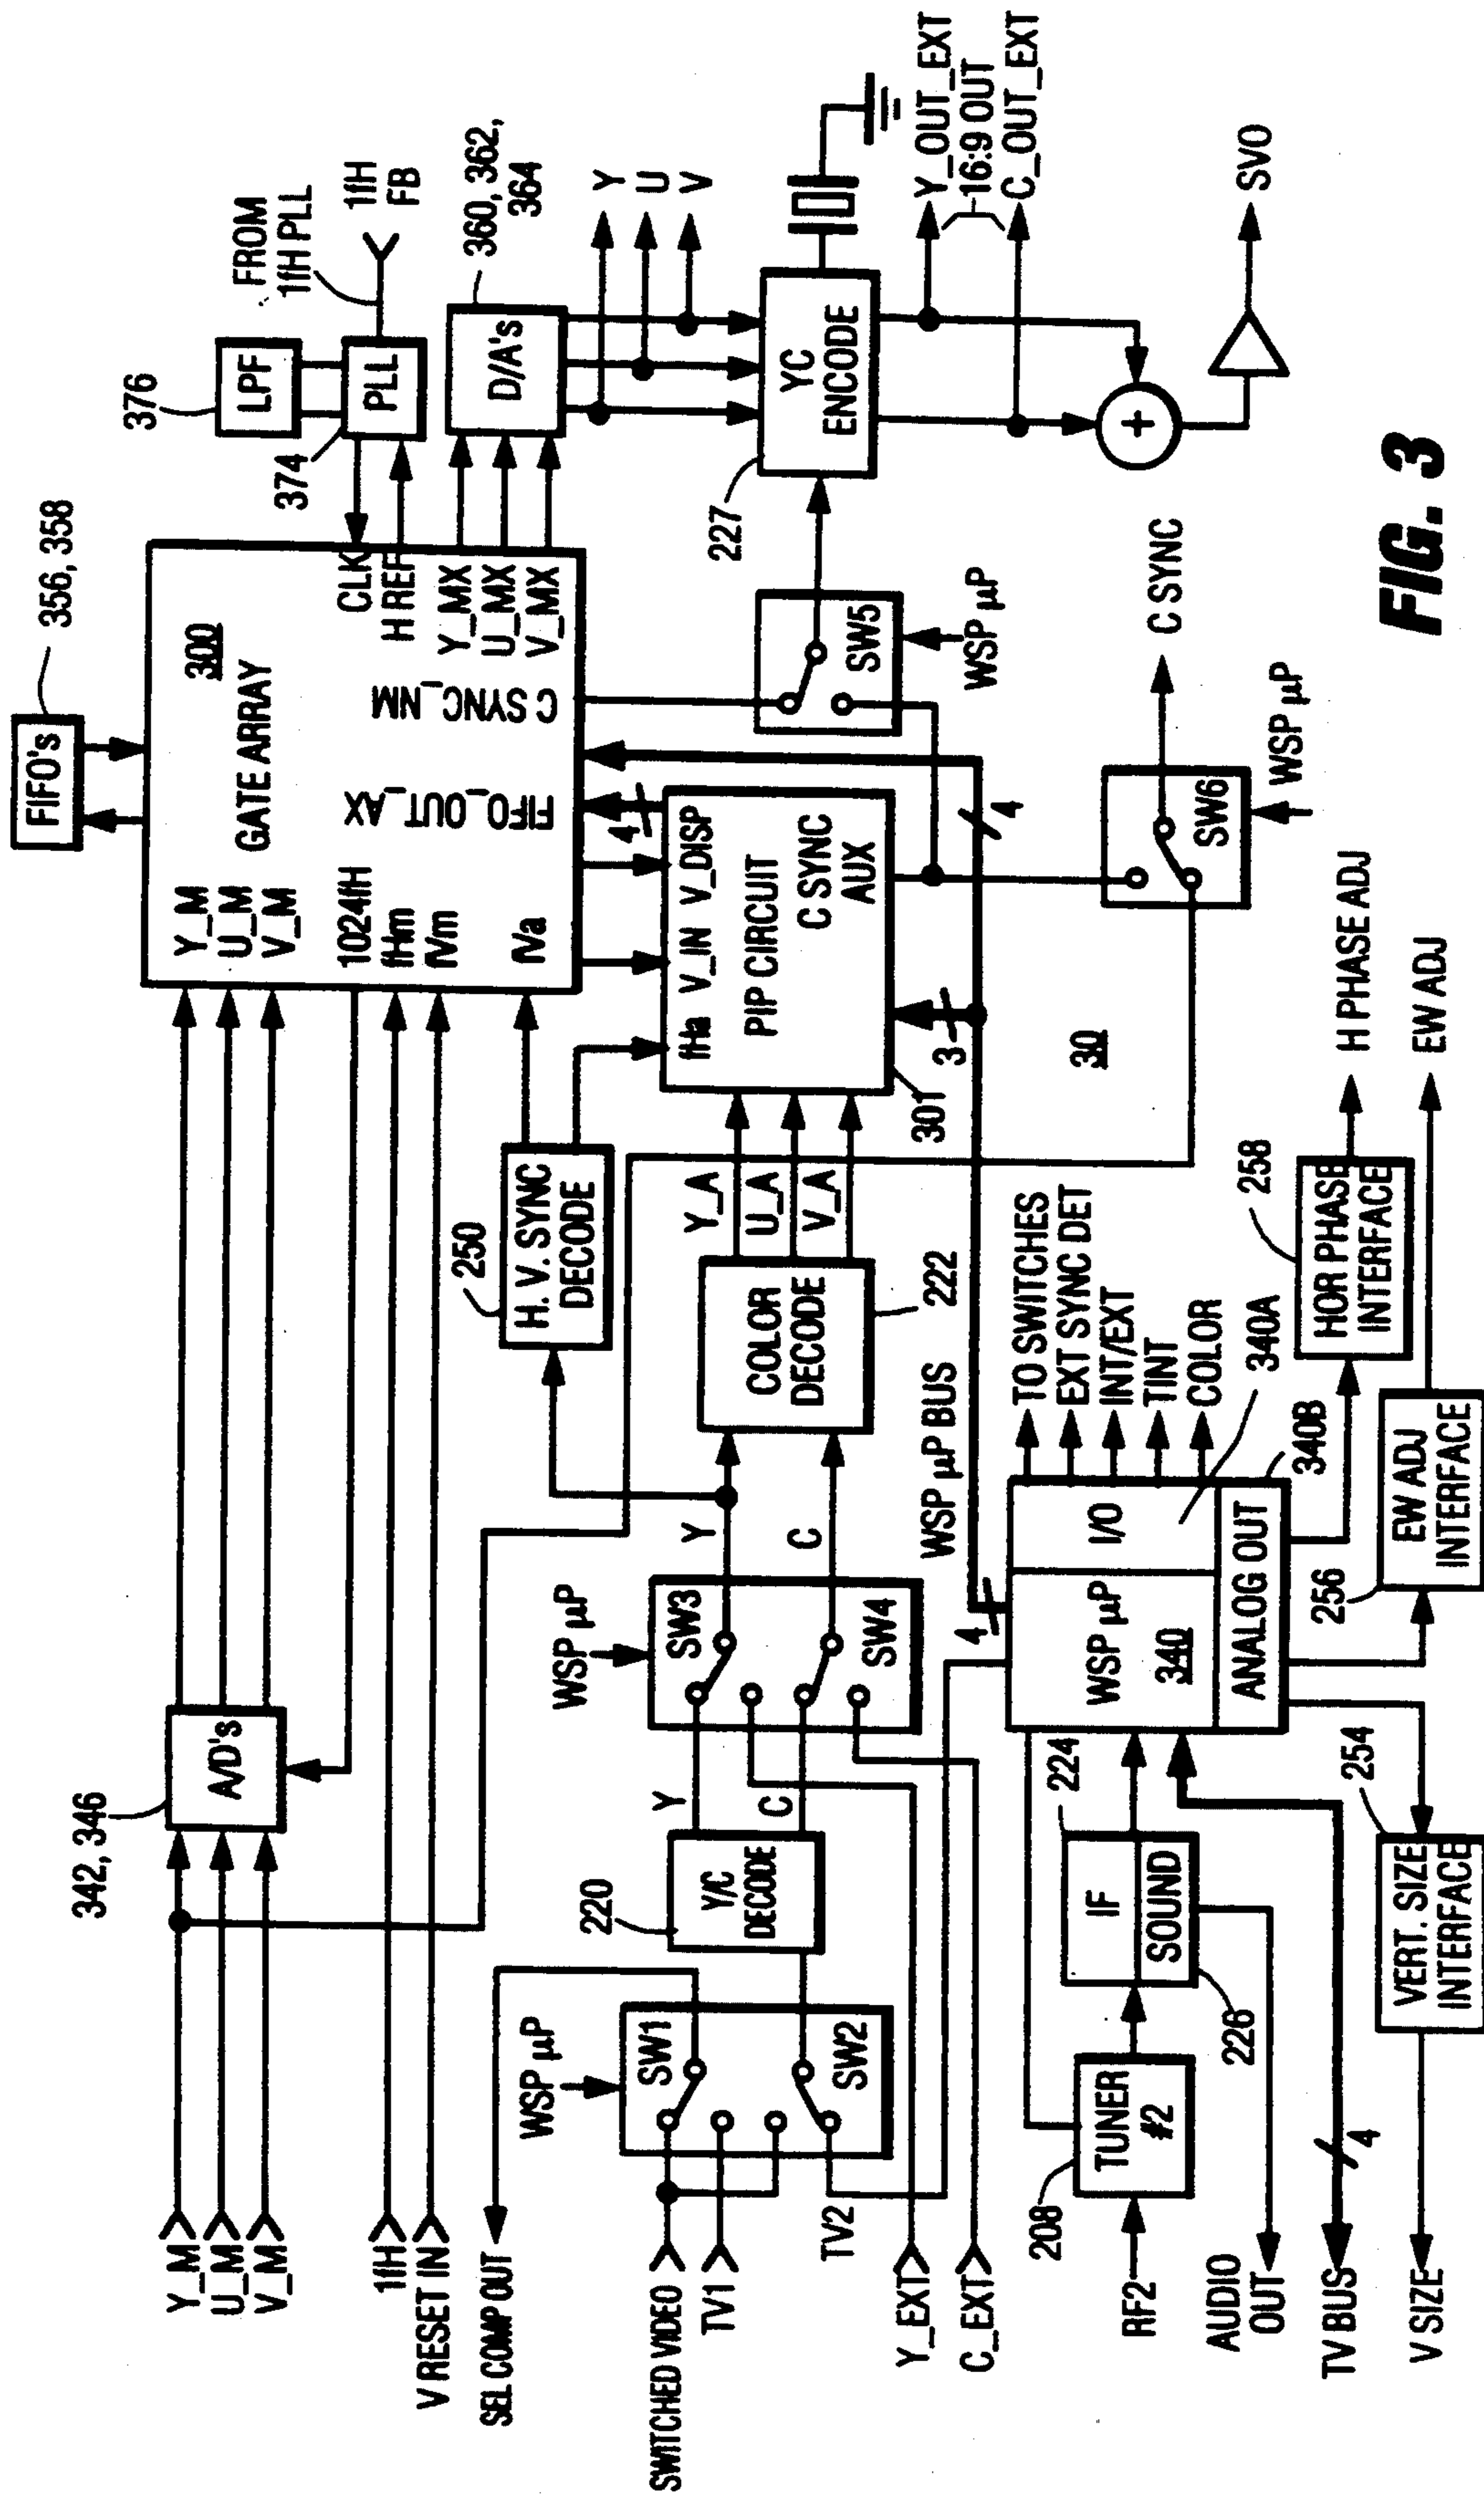 356, 358
FIFO's
376
LPF
FROM
1fH PLL
1fH
FB
374
PLL
360, 362,
364
D/A's
300
GATE ARRAY
Y_M
U_M
V_M
1024fH
fHm
fVm
fVa
CLK
H REF
Y_MX
U_MX
V_MX
C SYNC_NM
FIFO_OUT_AX
342, 346
A/D's
Y_M
U_M
V_M
1fH
V RESET IN
SEL COMP OUT
Y
U
V
227
YC
ENCODE
Y_OUT_EXT
16:9 OUT
C_OUT_EXT
SVO
250
H. V. SYNC
DECODE
4
fHa V_IN V_DISP
PIP CIRCUIT
C SYNC
AUX
301
3
4
30
SW5
WSP µP
C SYNC
SW6
WSP µP
WSP µP
SW1
SW2
SWITCHED VIDEO
TV1
TV2
220
Y/C
DECODE
Y
C
WSP µP
SW3
SW4
Y
C
COLOR
DECODE
222
Y_A
U_A
V_A
Y_EXT
C_EXT
WSP µP BUS
4
TO SWITCHES
EXT SYNC DET
INT/EXT
TINT
COLOR
340A
340B
WSP µP
340
I/O
ANALOG OUT
RF2
208
TUNER
#2
224
IF
SOUND
226
AUDIO
OUT
TV BUS
4
V SIZE
254
VERT. SIZE
INTERFACE
256
EW ADJ
INTERFACE
EW ADJ
258
HOR PHASE
INTERFACE
H PHASE ADJ
FIG. 3